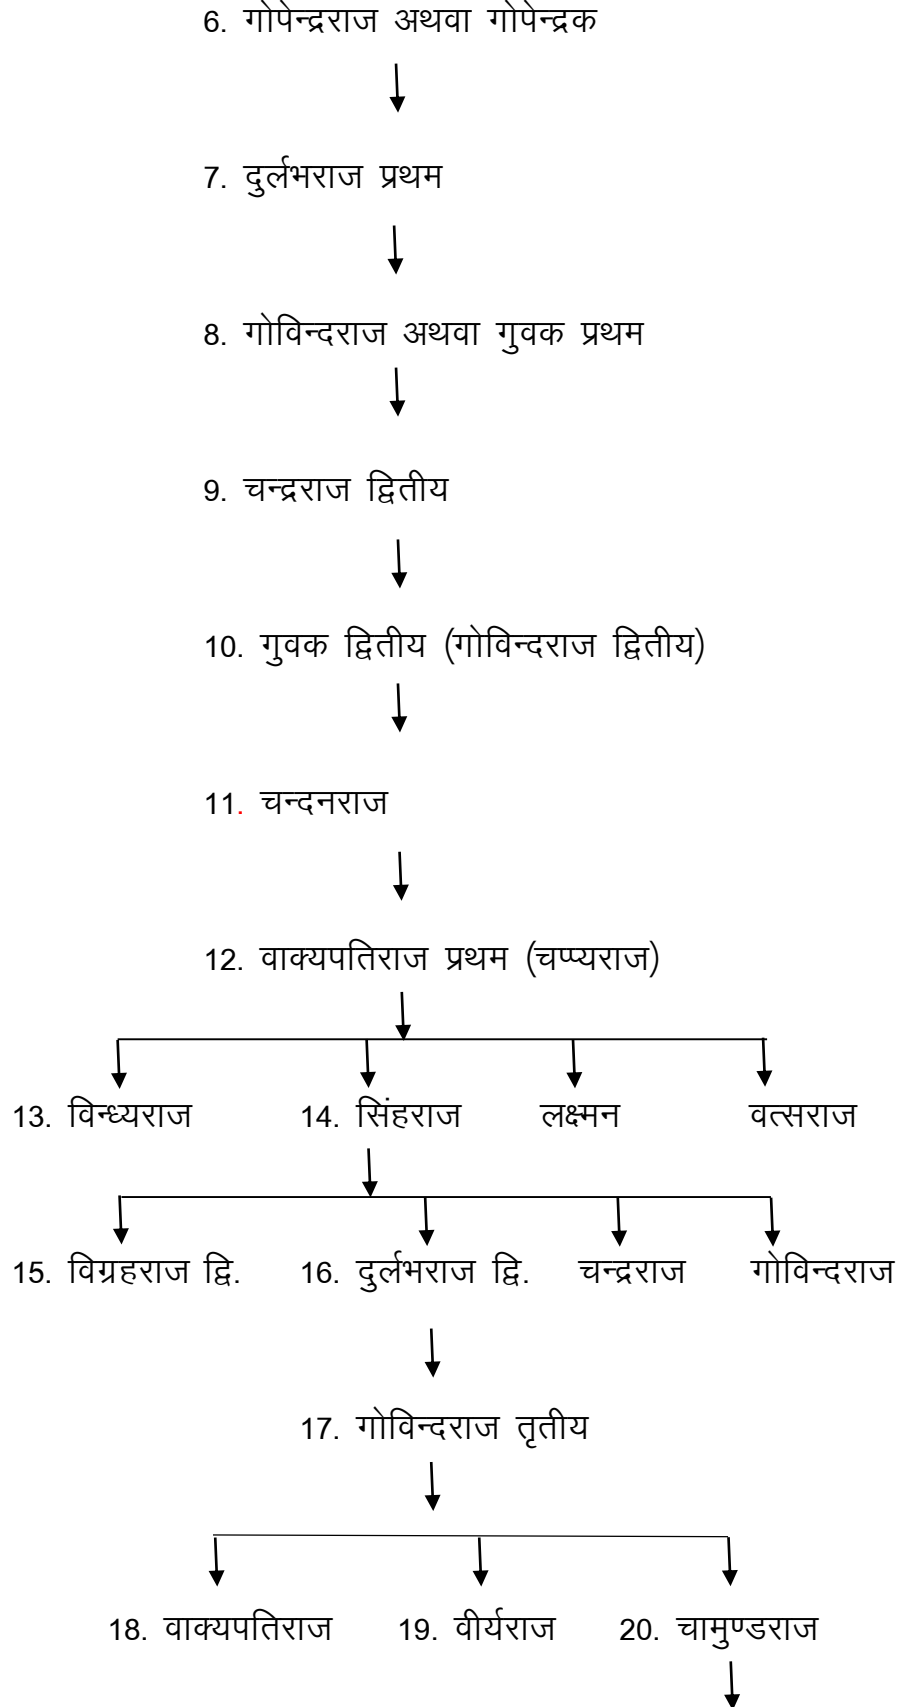 6. गोपेन्द्रराज अथवा गोपेन्द्रक
7. दुर्लभराज प्रथम
8. गोविन्दराज अथवा गुवक प्रथम
9. चन्द्रराज द्वितीय
10. गुवक द्वितीय (गोविन्दराज द्वितीय)
11. चन्दनराज
12. वाक्यपतिराज प्रथम (चप्प्यराज)
13. विन्ध्यराज 14. सिंहराज लक्ष्मन वत्सराज
15. विग्रहराज द्वि. 16. दुर्लभराज द्वि. चन्द्रराज गोविन्दराज
17. गोविन्दराज तृतीय
18. वाक्यपतिराज 19. वीर्यराज 20. चामुण्डराज